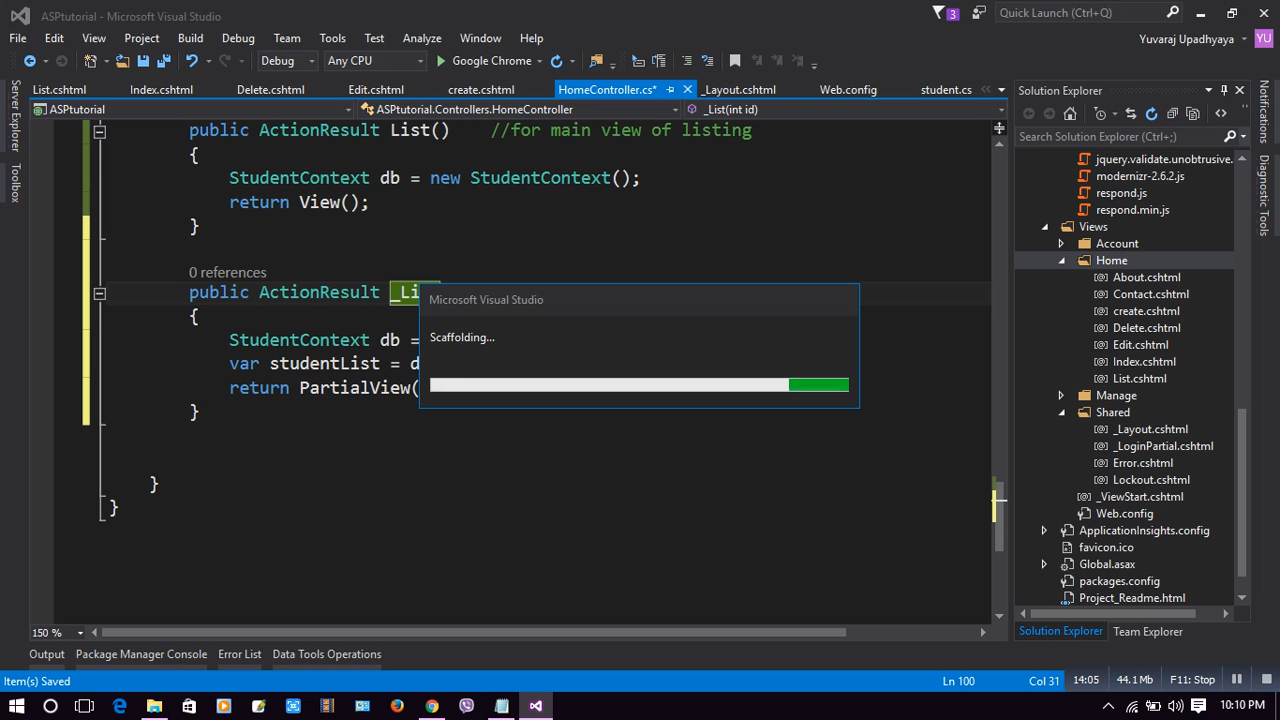 ASPtutorial - Microsoft Visual Studio
3
Quick Launch (Ctrl+Q)
File Edit View Project Build Debug Team Tools Test Analyze Window Help
Yuvaraj Upadhyaya YU
Debug Any CPU Google Chrome
List.cshtml Index.cshtml Delete.cshtml Edit.cshtml create.cshtml HomeController.cs* _Layout.cshtml Web.config student.cs
Solution Explorer
ASPtutorial ASPtutorial.Controllers.HomeController _List(int id)
Server Explorer
Toolbox
Notifications
Diagnostic Tools
Search Solution Explorer (Ctrl+;)
public ActionResult List() //for main view of listing
{
StudentContext db = new StudentContext();
return View();
}
0 references
public ActionResult _Li
{
StudentContext db =
var studentList = d
return PartialView(
}
}
}
Microsoft Visual Studio
Scaffolding...
jquery.validate.unobtrusive.
modernizr-2.6.2.js
respond.js
respond.min.js
Views
Account
Home
About.cshtml
Contact.cshtml
create.cshtml
Delete.cshtml
Edit.cshtml
Index.cshtml
List.cshtml
Manage
Shared
_Layout.cshtml
_LoginPartial.cshtml
Error.cshtml
Lockout.cshtml
_ViewStart.cshtml
Web.config
ApplicationInsights.config
favicon.ico
Global.asax
packages.config
Project_Readme.html
150 %
Solution Explorer Team Explorer
Output Package Manager Console Error List Data Tools Operations
Item(s) Saved Ln 100 Col 31 14:05 44.1 Mb F11: Stop
10:10 PM